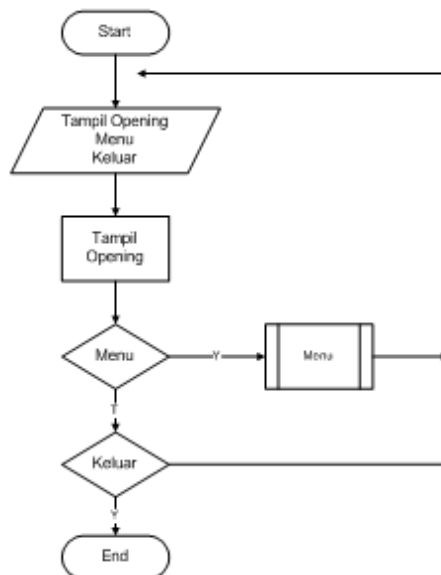 Start
Tampil Opening
Menu
Keluar
Tampil
Opening
Menu
Y
Menu
T
Keluar
Y
End